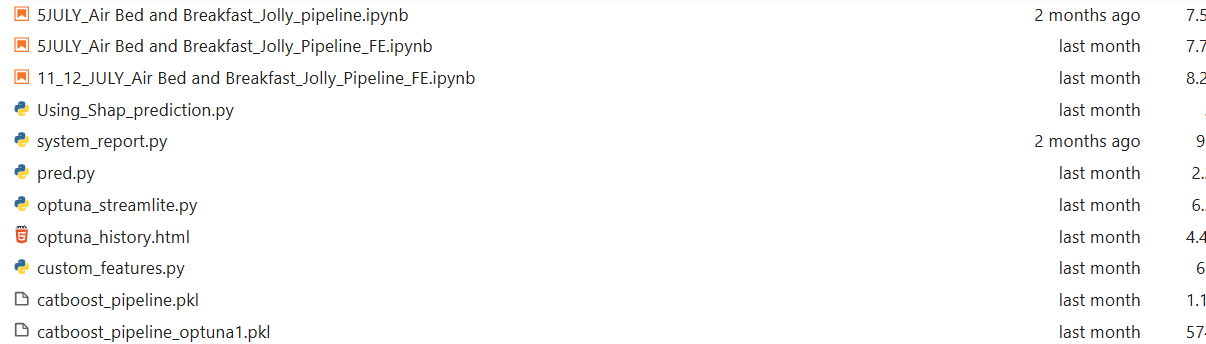 5JULY_Air Bed and Breakfast_Jolly_pipeline.ipynb 2 months ago 7.5
5JULY_Air Bed and Breakfast_Jolly_Pipeline_FE.ipynb last month 7.7
11_12_JULY_Air Bed and Breakfast_Jolly_Pipeline_FE.ipynb last month 8.2
Using_Shap_prediction.py last month
system_report.py 2 months ago 9
pred.py last month 2.
optuna_streamlite.py last month 6.
optuna_history.html last month 4.4
custom_features.py last month 6
catboost_pipeline.pkl last month 1.1
catboost_pipeline_optuna1.pkl last month 574